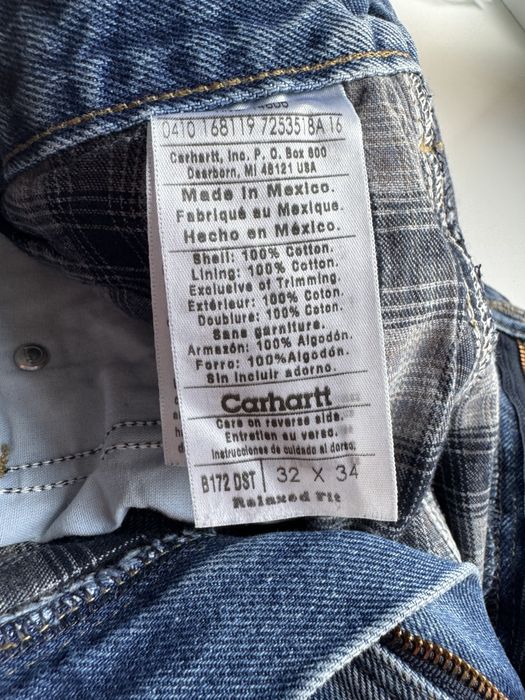 0410 168119 7253518A 16
Carhartt, Inc. P. O. Box 600
Dearborn, MI 48121 USA
Made in Mexico.
Fabriqué au Mexique.
Hecho en México.
Shell: 100% Cotton.
Lining: 100% Cotton.
Exclusive of Trimming.
Extérieur: 100% Coton.
Doublure: 100% Coton.
Sans garniture.
Armazón: 100% Algodón.
Forro: 100%Algodón.
Sin incluir adorno.
Carhartt
Care on reverse side.
Entretien au verso.
Instrucciones de cuidado al dorso.
B172 DST 32 X 34
Relaxed Fit